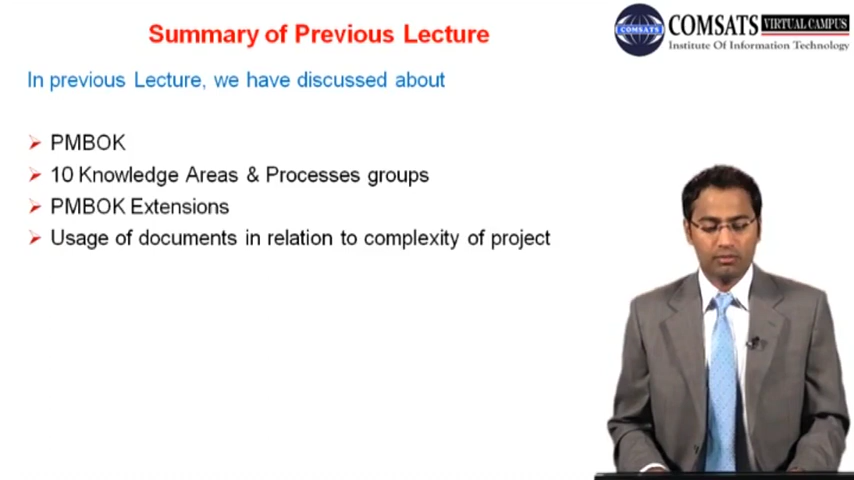 Summary of Previous Lecture
COMSATS
COMSATS
VIRTUAL CAMPUS
Institute Of Information Technology
In previous Lecture, we have discussed about
PMBOK
10 Knowledge Areas & Processes groups
PMBOK Extensions
Usage of documents in relation to complexity of project